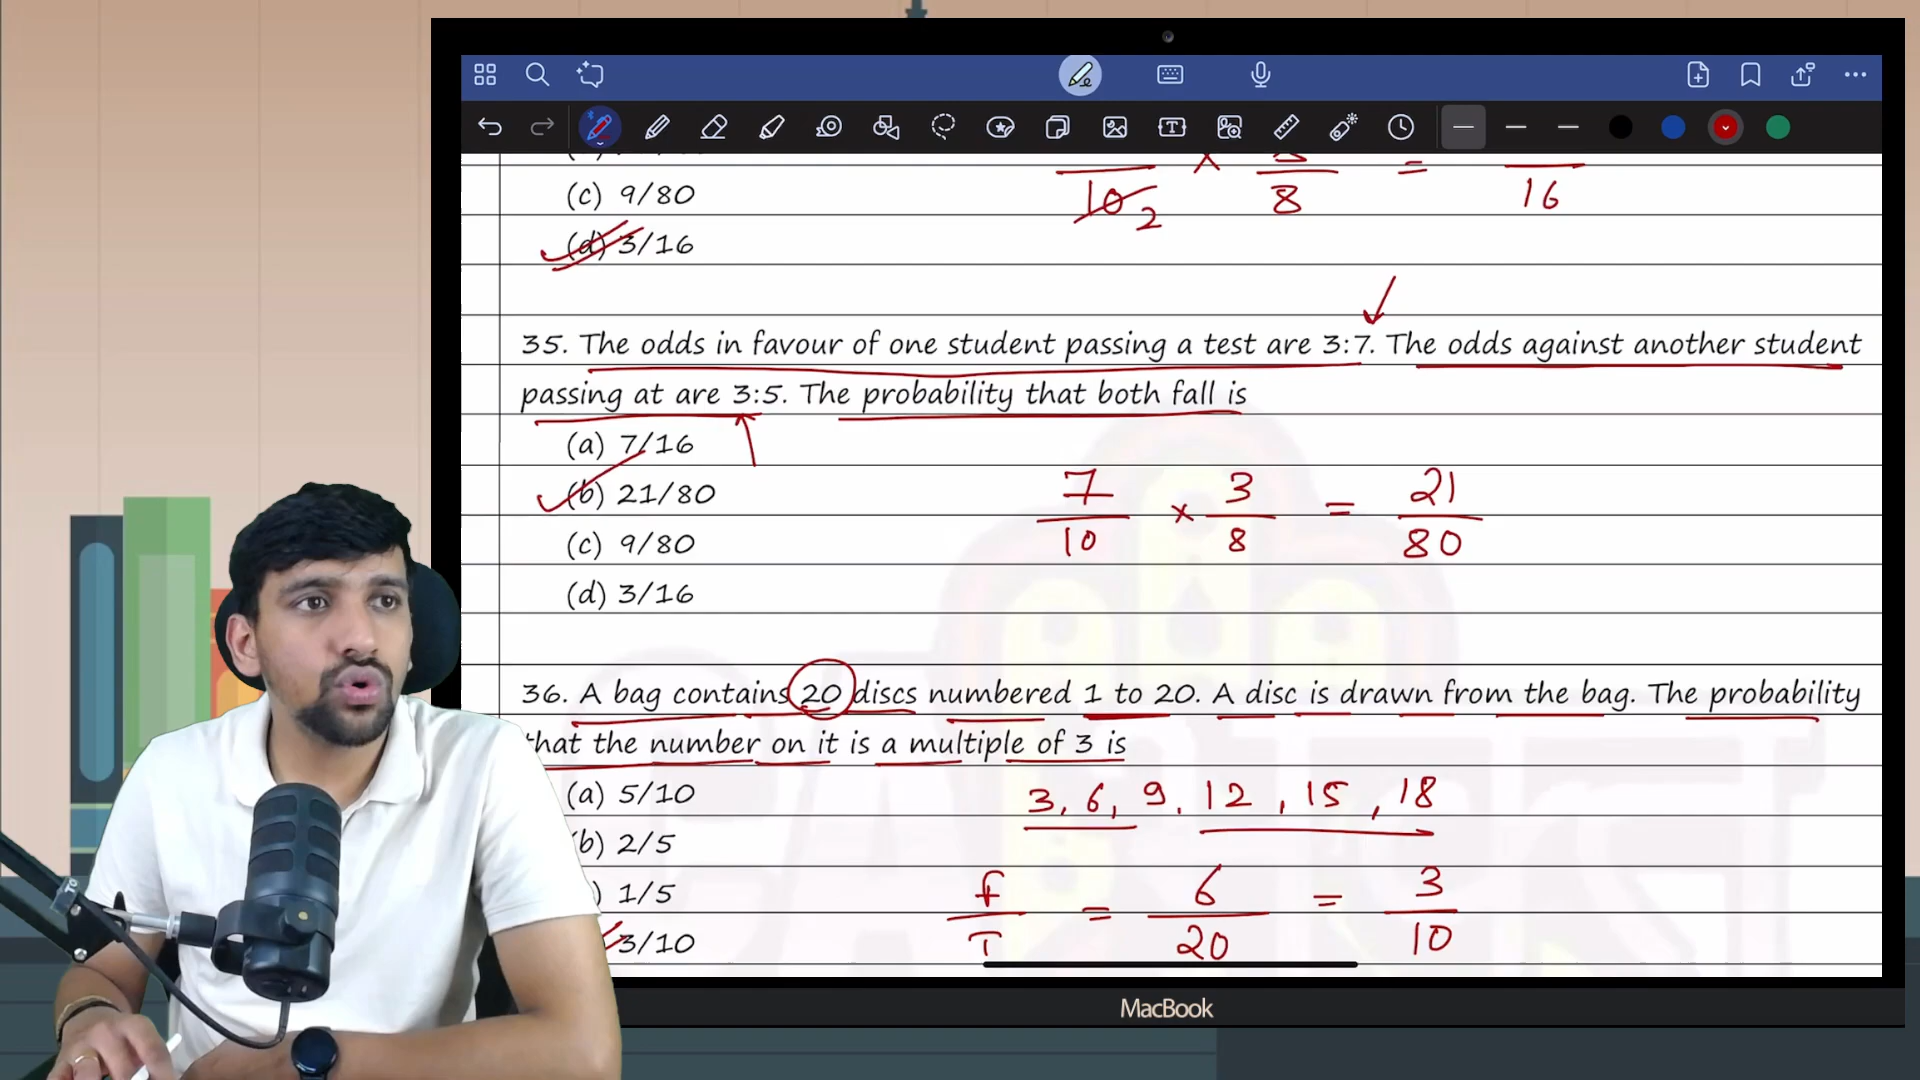 10 2 × 8 = 16
(c) 9/80
(d) 3/16
35. The odds in favour of one student passing a test are 3:7. The odds against another student
passing at are 3:5. The probability that both fall is
(a) 7/16
(b) 21/80
(c) 9/80
(d) 3/16
7/10 × 3/8 = 21/80
36. A bag contains 20 discs numbered 1 to 20. A disc is drawn from the bag. The probability
that the number on it is a multiple of 3 is
(a) 5/10
b) 2/5
) 1/5
3/10
3, 6, 9, 12, 15, 18
f/T = 6/20 = 3/10
MacBook